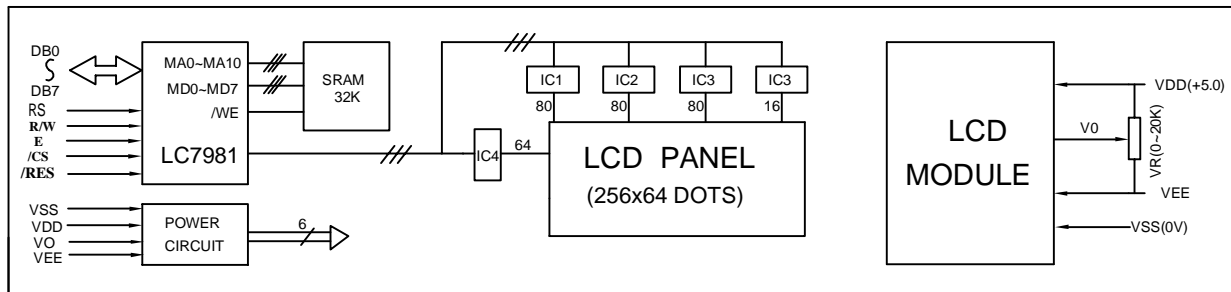 DB0
DB7
RS
R/W
E
/CS
/RES
MA0~MA10
MD0~MD7
/WE
LC7981
SRAM
32K
VSS
VDD
VO
VEE
POWER
CIRCUIT
6
IC1
IC2
IC3
IC3
80
80
80
16
IC4
64
LCD PANEL
(256x64 DOTS)
LCD
MODULE
VDD(+5.0)
V0
VR(0~20K)
VEE
VSS(0V)